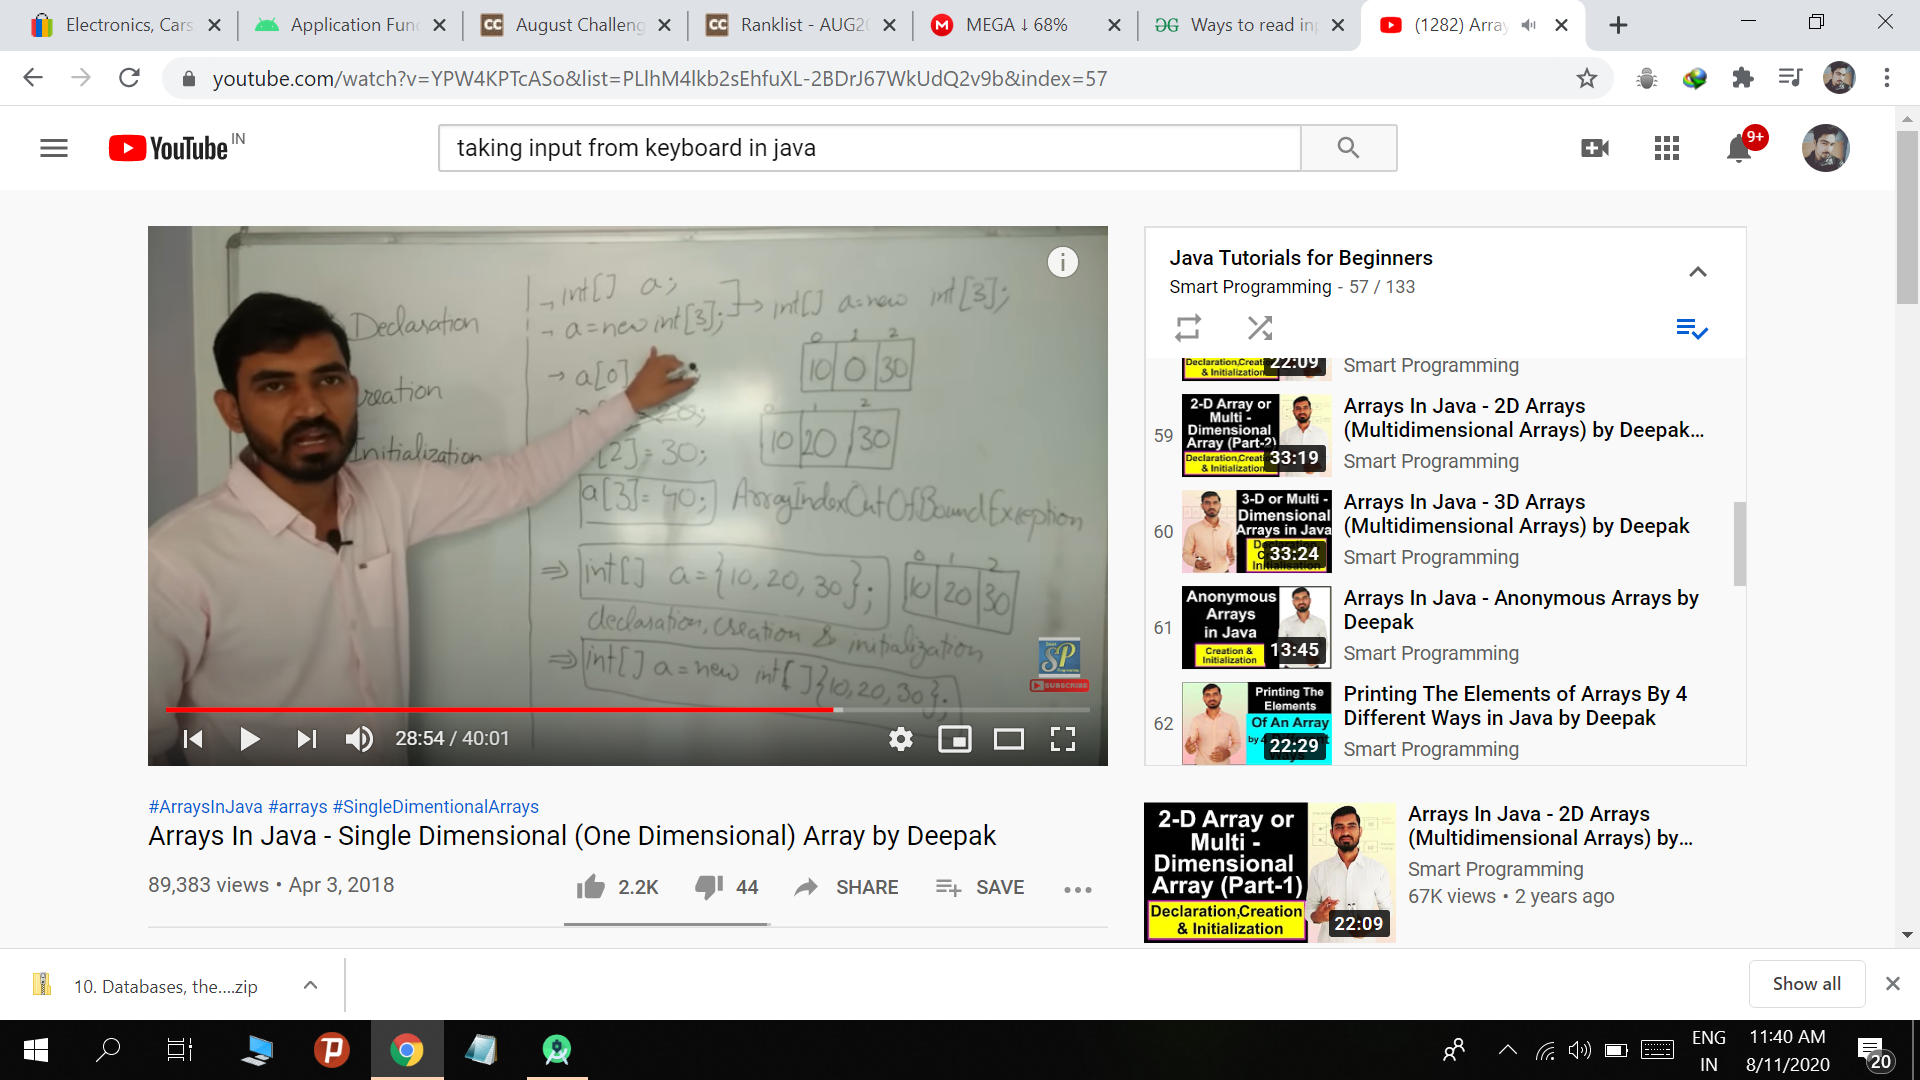 Electronics, Cars
Application Fund
August Challeng
Ranklist - AUG20
MEGA ↓ 68%
Ways to read inp
(1282) Array
youtube.com/watch?v=YPW4KPTcASo&list=PLlhM4lkb2sEhfuXL-2BDrJ67WkUdQ2v9b&index=57
YouTube IN
taking input from keyboard in java
9+
Declaration
Creation
Initialization
→ int[] a;
→ a=new int[3];
→ int[] a=new int[3];
0 1 2
10 0 30
→ a[0]
20;
0 1 2
10 20 30
[2]=30;
a[3]=40; ArrayIndexOutOfBoundException
⇒ int[] a={10,20,30};
0 1 2
10 20 30
declaration, creation & initialization
⇒ int[] a=new int[]{10,20,30};
SP
SUBSCRIBE
28:54 / 40:01
Java Tutorials for Beginners
Smart Programming - 57 / 133
Declaration,Creation
& Initialization
22:09
Smart Programming
59
2-D Array or
Multi -
Dimensional
Array (Part-2)
Declaration,Creati
& Initialization
33:19
Arrays In Java - 2D Arrays
(Multidimensional Arrays) by Deepak...
Smart Programming
60
3-D or Multi -
Dimensional
Arrays in Java
33:24
Arrays In Java - 3D Arrays
(Multidimensional Arrays) by Deepak
Smart Programming
61
Anonymous
Arrays
in Java
Creation &
Initialization
13:45
Arrays In Java - Anonymous Arrays by
Deepak
Smart Programming
62
Printing The
Elements
Of An Array
22:29
Printing The Elements of Arrays By 4
Different Ways in Java by Deepak
Smart Programming
#ArraysInJava #arrays #SingleDimentionalArrays
Arrays In Java - Single Dimensional (One Dimensional) Array by Deepak
89,383 views • Apr 3, 2018
2.2K
44
SHARE
SAVE
2-D Array or
Multi -
Dimensional
Array (Part-1)
Declaration,Creation
& Initialization
22:09
Arrays In Java - 2D Arrays
(Multidimensional Arrays) by...
Smart Programming
67K views • 2 years ago
10. Databases, the....zip
Show all
ENG
IN
11:40 AM
8/11/2020
20